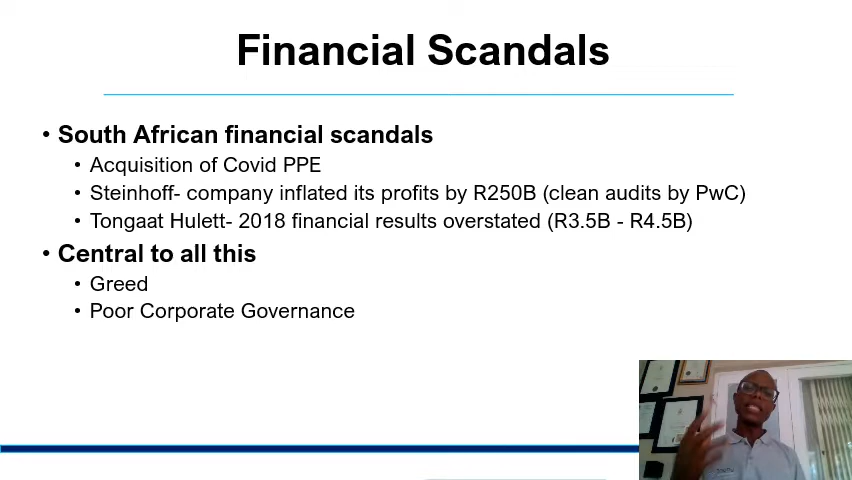 Financial Scandals
• South African financial scandals
• Acquisition of Covid PPE
• Steinhoff- company inflated its profits by R250B (clean audits by PwC)
• Tongaat Hulett- 2018 financial results overstated (R3.5B - R4.5B)
• Central to all this
• Greed
• Poor Corporate Governance